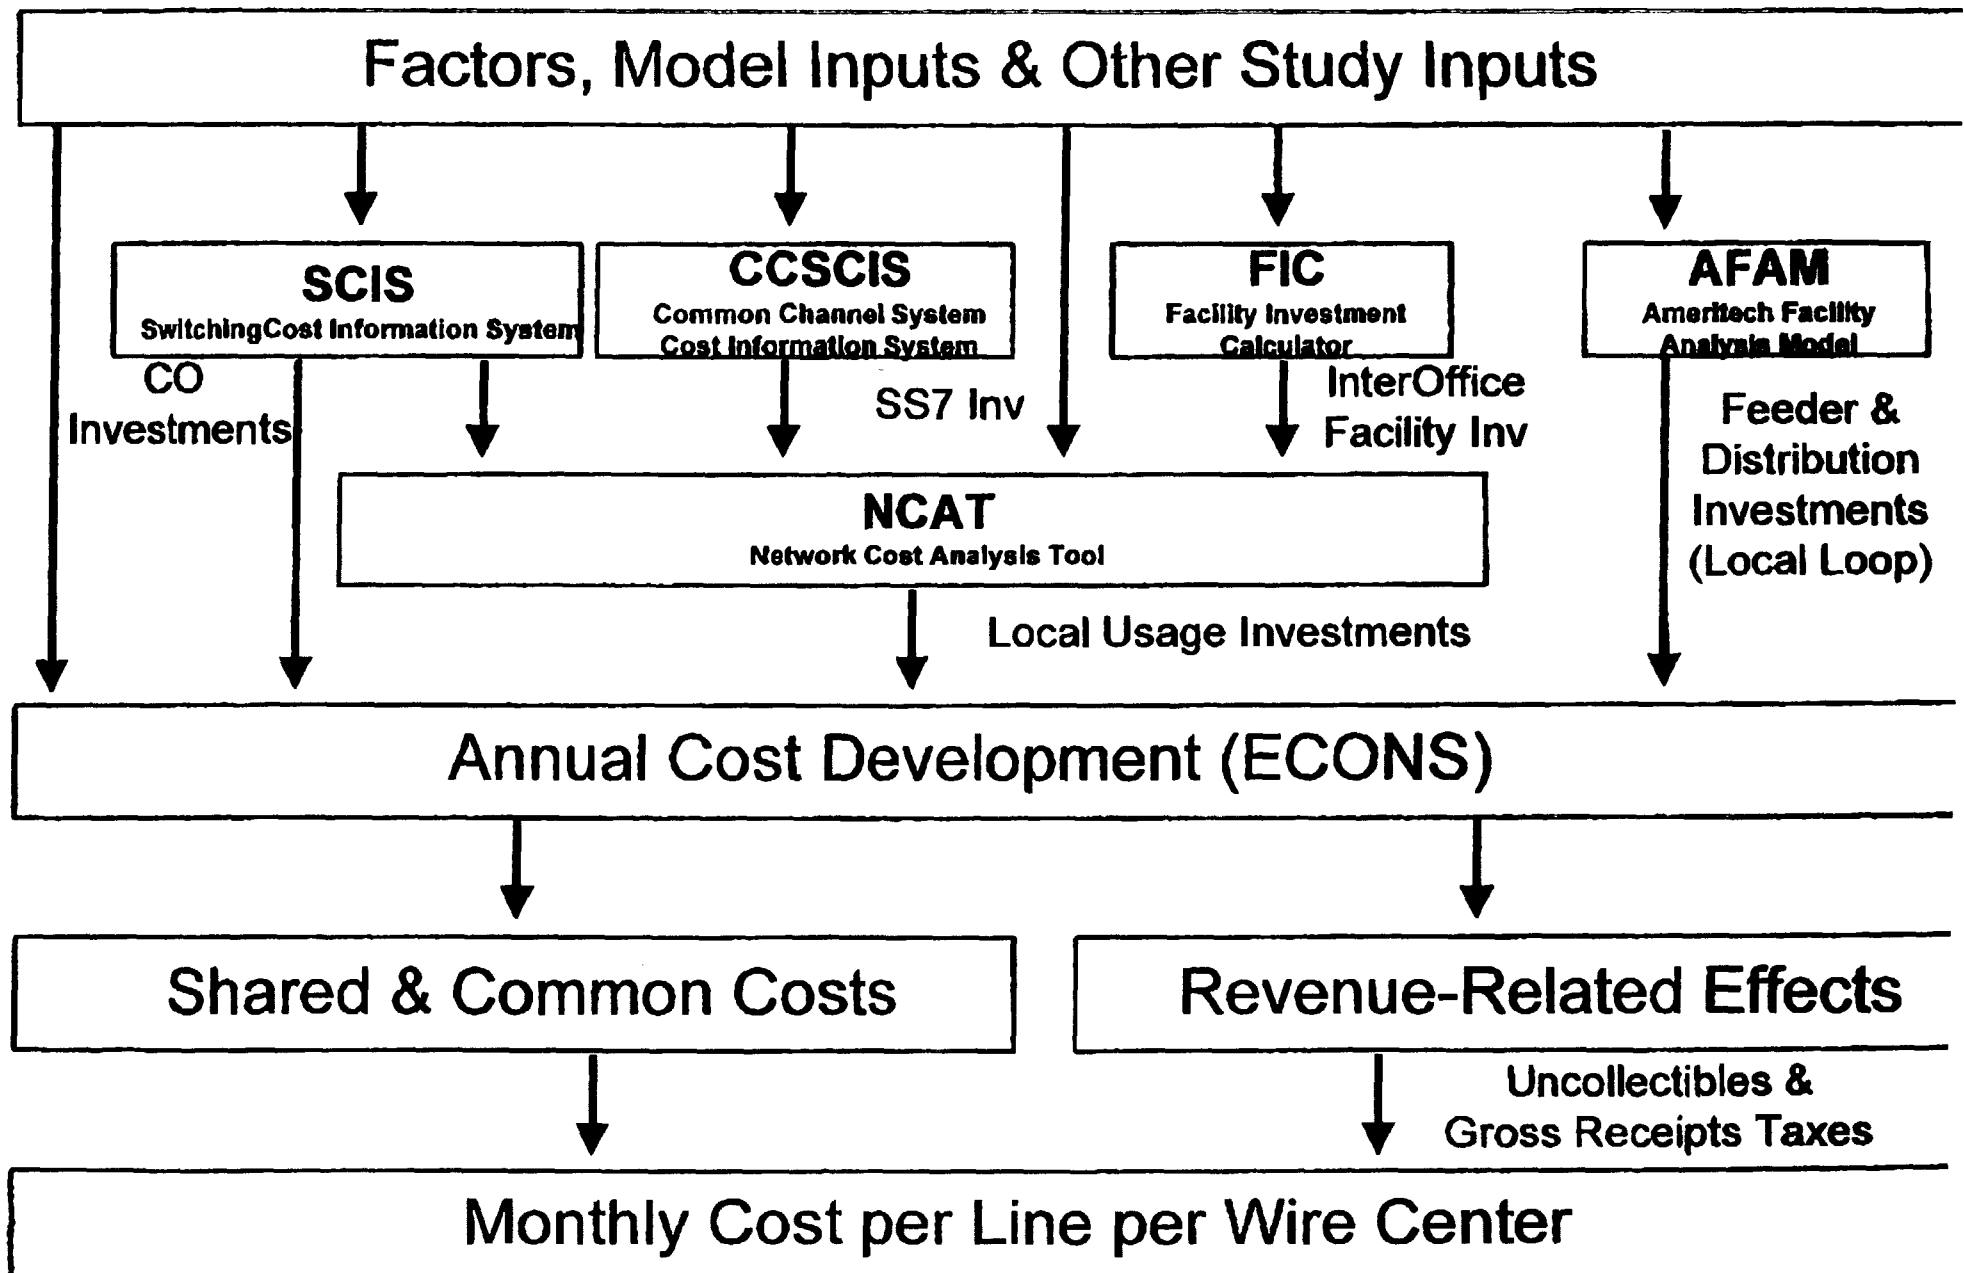 Factors, Model Inputs & Other Study Inputs
SCIS
SwitchingCost Information System
CCSCIS
Common Channel System
Cost Information System
FIC
Facility Investment
Calculator
AFAM
Ameritech Facility
Analysis Model
CO
Investments
SS7 Inv
InterOffice
Facility Inv
Feeder &
Distribution
Investments
(Local Loop)
NCAT
Network Cost Analysis Tool
Local Usage Investments
Annual Cost Development (ECONS)
Shared & Common Costs
Revenue-Related Effects
Uncollectibles &
Gross Receipts Taxes
Monthly Cost per Line per Wire Center